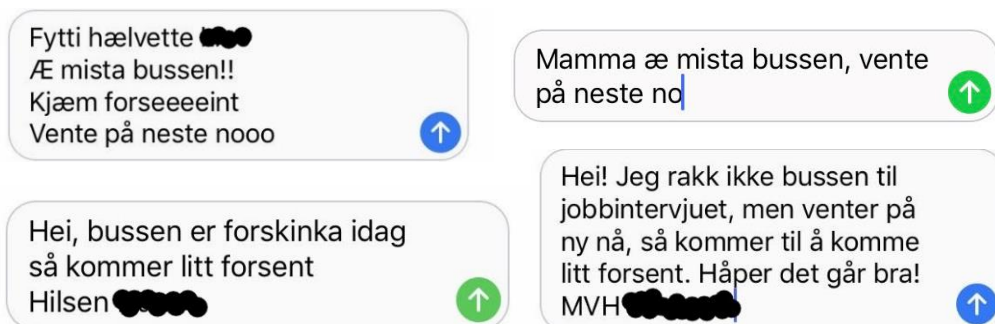 Fytti hælvette
Æ mista bussen!!
Kjæm forseeeeint
Vente på neste nooo
Mamma æ mista bussen, vente
på neste no
Hei, bussen er forskinka idag
så kommer litt forsent
Hilsen
Hei! Jeg rakk ikke bussen til
jobbintervjuet, men venter på
ny nå, så kommer til å komme
litt forsent. Håper det går bra!
MVH